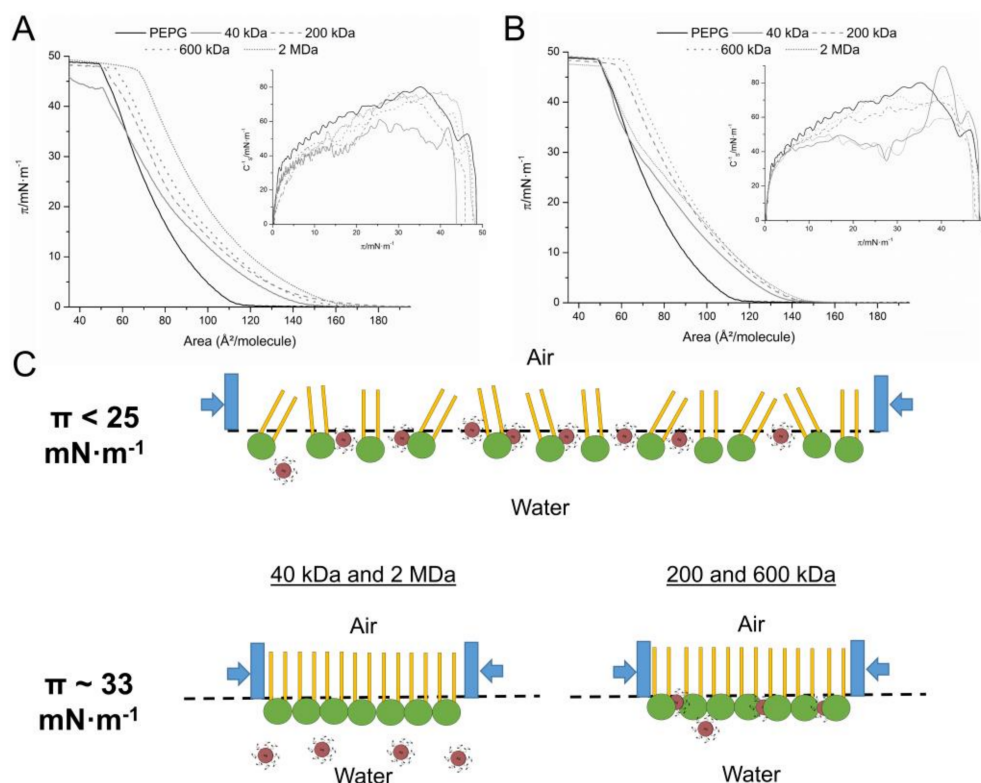 A
PEPG 40 kDa 200 kDa
600 kDa 2 MDa
50
40
30
20
10
0
π/mN·m⁻¹
40 60 80 100 120 140 160 180
Area (Å²/molecule)
C⁻¹ₛ/mN·m⁻¹
80
60
40
20
0
0 10 20 30 40 50
π/mN·m⁻¹
B
PEPG 40 kDa 200 kDa
600 kDa 2 MDa
50
40
30
20
10
0
π/mN·m⁻¹
40 60 80 100 120 140 160 180
Area (Å²/molecule)
C⁻¹ₛ/mN·m⁻¹
80
60
40
20
0
0 10 20 30 40
π/mN·m⁻¹
C
Air
π < 25
mN·m⁻¹
Water
40 kDa and 2 MDa
200 and 600 kDa
Air
Air
π ~ 33
mN·m⁻¹
Water
Water